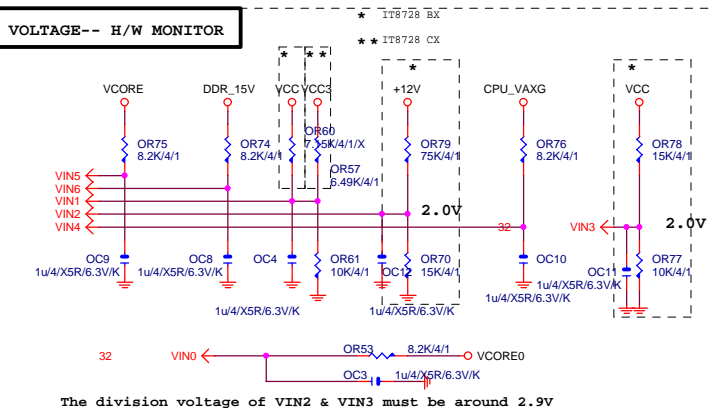 * IT8728 BX
VOLTAGE-- H/W MONITOR
** IT8728 CX
* ** * *
VCORE DDR_15V VCC VCC3 +12V CPU_VAXG VCC
OR60
OR75 OR74 7.15K/4/1/X OR79 OR76 OR78
8.2K/4/1 8.2K/4/1 75K/4/1 8.2K/4/1 15K/4/1
OR57
6.49K/4/1
VIN5
VIN6
VIN1
VIN2 2.0V
VIN4 32 VIN3 2.0V
OC9 OC8 OC4 OR61 OC12 OR70 OC10 OC11 OR77
1u/4/X5R/6.3V/K 1u/4/X5R/6.3V/K 10K/4/1 15K/4/1 1u/4/X5R/6.3V/K 10K/4/1
1u/4/X5R/6.3V/K
1u/4/X5R/6.3V/K 1u/4/X5R/6.3V/K
32 VIN0 OR53 8.2K/4/1 VCORE0
OC3 1u/4/X5R/6.3V/K
The division voltage of VIN2 & VIN3 must be around 2.9V